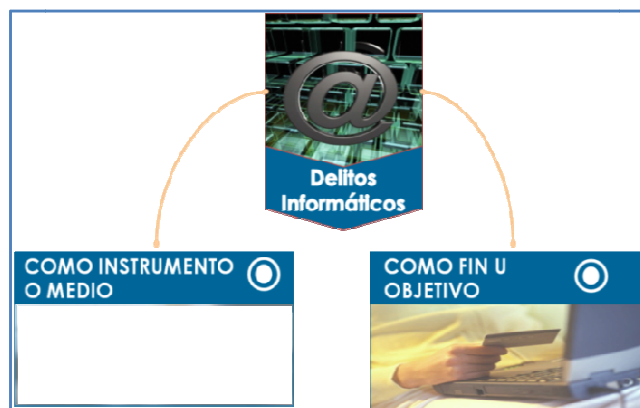 @
Delitos
Informáticos
COMO INSTRUMENTO
O MEDIO
COMO FIN U
OBJETIVO